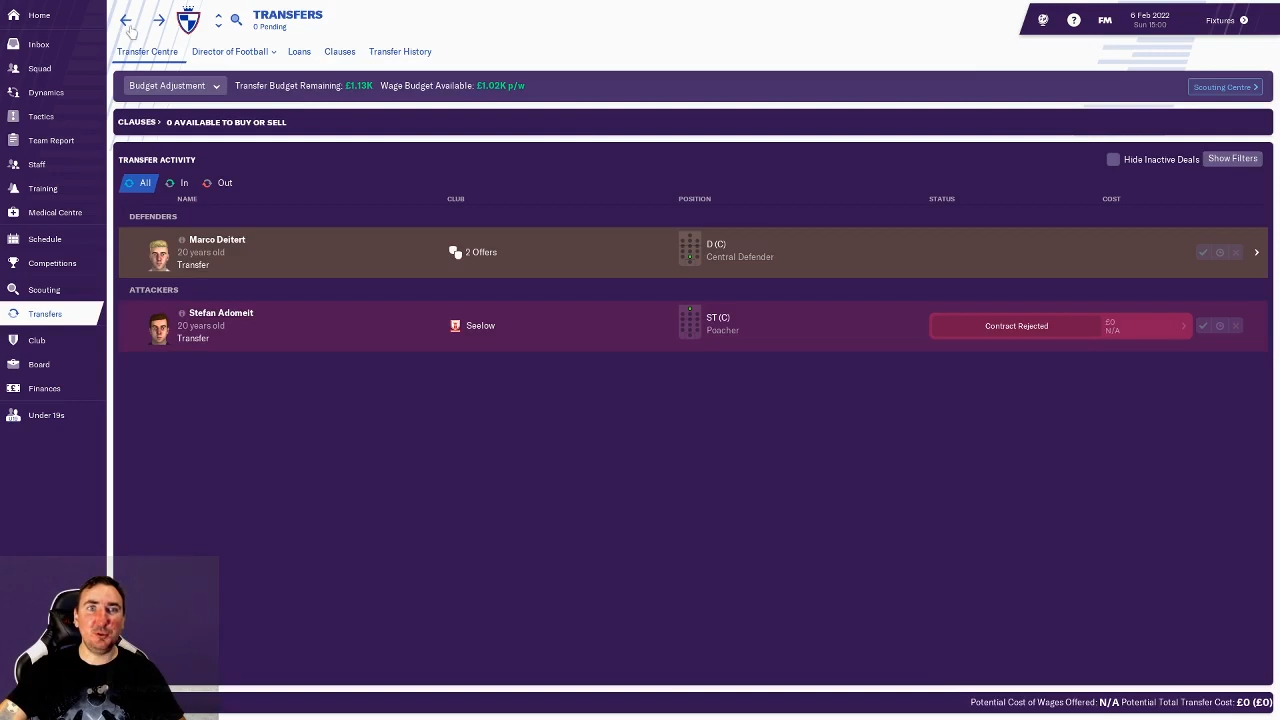 Home
Inbox
Squad
Dynamics
Tactics
Team Report
Staff
Training
Medical Centre
Schedule
Competitions
Scouting
Transfers
Club
Board
Finances
Under 19s
TRANSFERS
0 Pending
FM
6 Feb 2022
Sun 15:00
Fixtures
Transfer Centre
Director of Football
Loans
Clauses
Transfer History
Budget Adjustment
Transfer Budget Remaining: £1.13K
Wage Budget Available: £1.02K p/w
Scouting Centre >
CLAUSES > 0 AVAILABLE TO BUY OR SELL
TRANSFER ACTIVITY
Hide Inactive Deals
Show Filters
All
In
Out
NAME
CLUB
POSITION
STATUS
COST
DEFENDERS
Marco Deitert
20 years old
Transfer
2 Offers
D (C)
Central Defender
ATTACKERS
Stefan Adomeit
20 years old
Transfer
Seelow
ST (C)
Poacher
Contract Rejected
£0
N/A
Potential Cost of Wages Offered: N/A Potential Total Transfer Cost: £0 (£0)